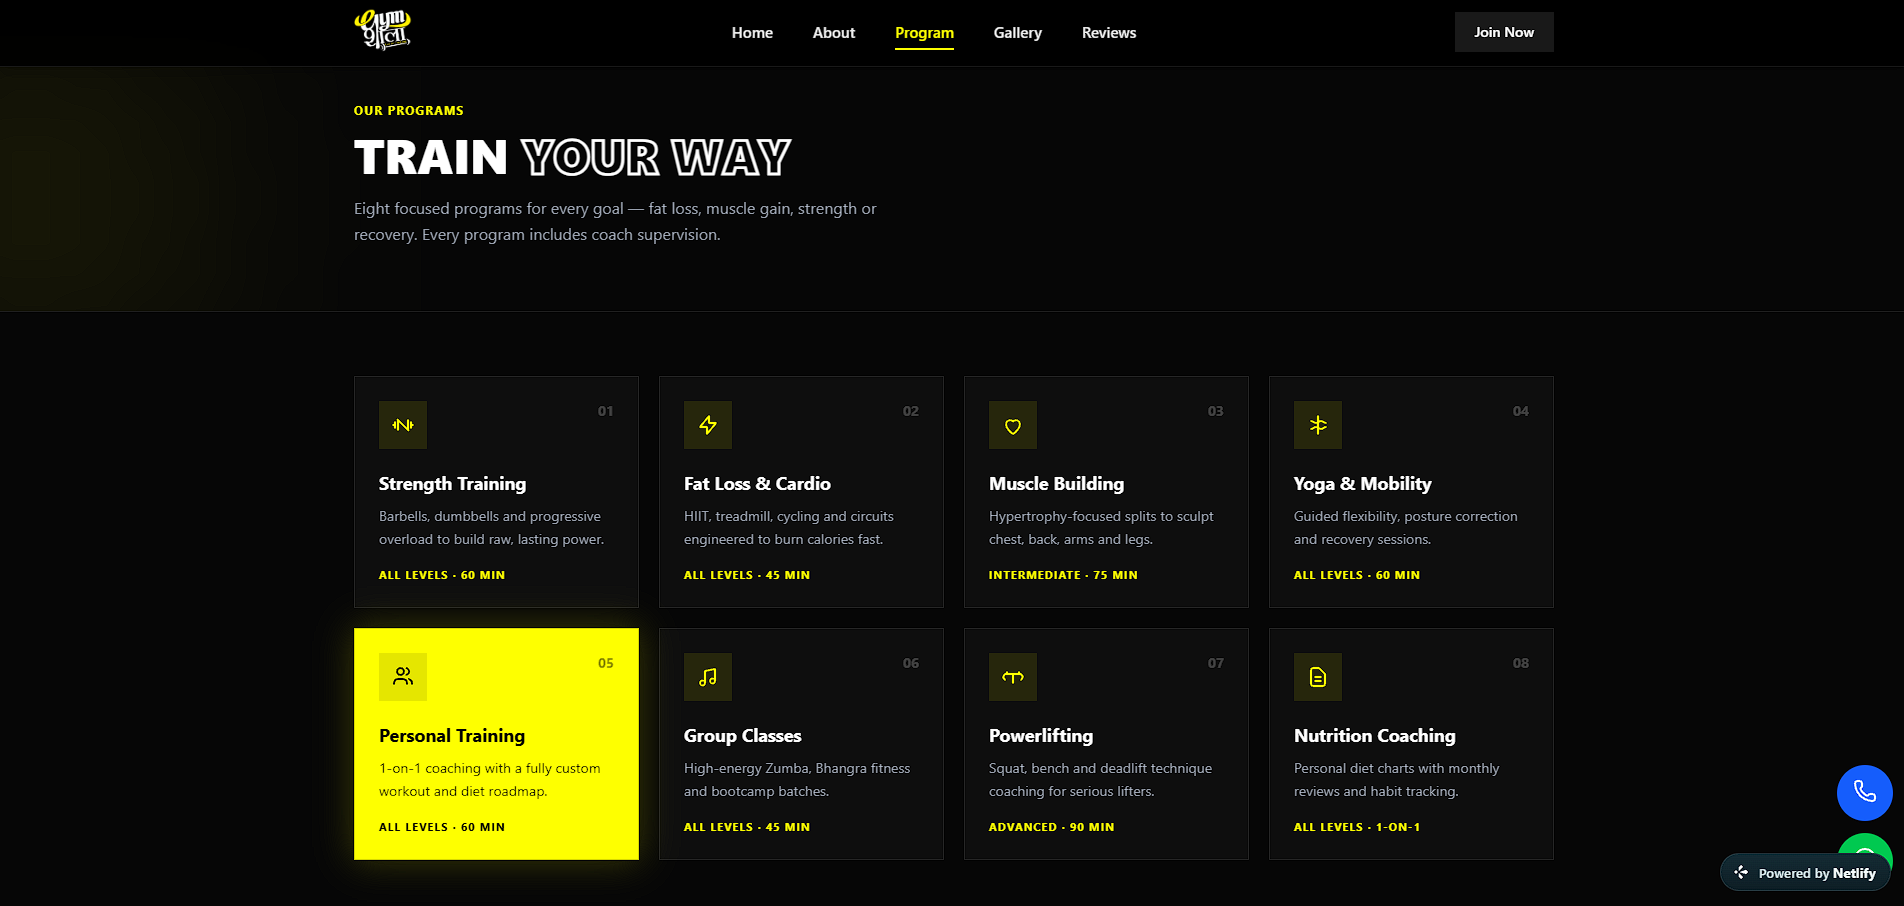 Gym
Home
About
Program
Gallery
Reviews
Join Now
OUR PROGRAMS
TRAIN YOUR WAY
Eight focused programs for every goal — fat loss, muscle gain, strength or
recovery. Every program includes coach supervision.
01
Strength Training
Barbells, dumbbells and progressive
overload to build raw, lasting power.
ALL LEVELS · 60 MIN
02
Fat Loss & Cardio
HIIT, treadmill, cycling and circuits
engineered to burn calories fast.
ALL LEVELS · 45 MIN
03
Muscle Building
Hypertrophy-focused splits to sculpt
chest, back, arms and legs.
INTERMEDIATE · 75 MIN
04
Yoga & Mobility
Guided flexibility, posture correction
and recovery sessions.
ALL LEVELS · 60 MIN
05
Personal Training
1-on-1 coaching with a fully custom
workout and diet roadmap.
ALL LEVELS · 60 MIN
06
Group Classes
High-energy Zumba, Bhangra fitness
and bootcamp batches.
ALL LEVELS · 45 MIN
07
Powerlifting
Squat, bench and deadlift technique
coaching for serious lifters.
ADVANCED · 90 MIN
08
Nutrition Coaching
Personal diet charts with monthly
reviews and habit tracking.
ALL LEVELS · 1-ON-1
Powered by Netlify